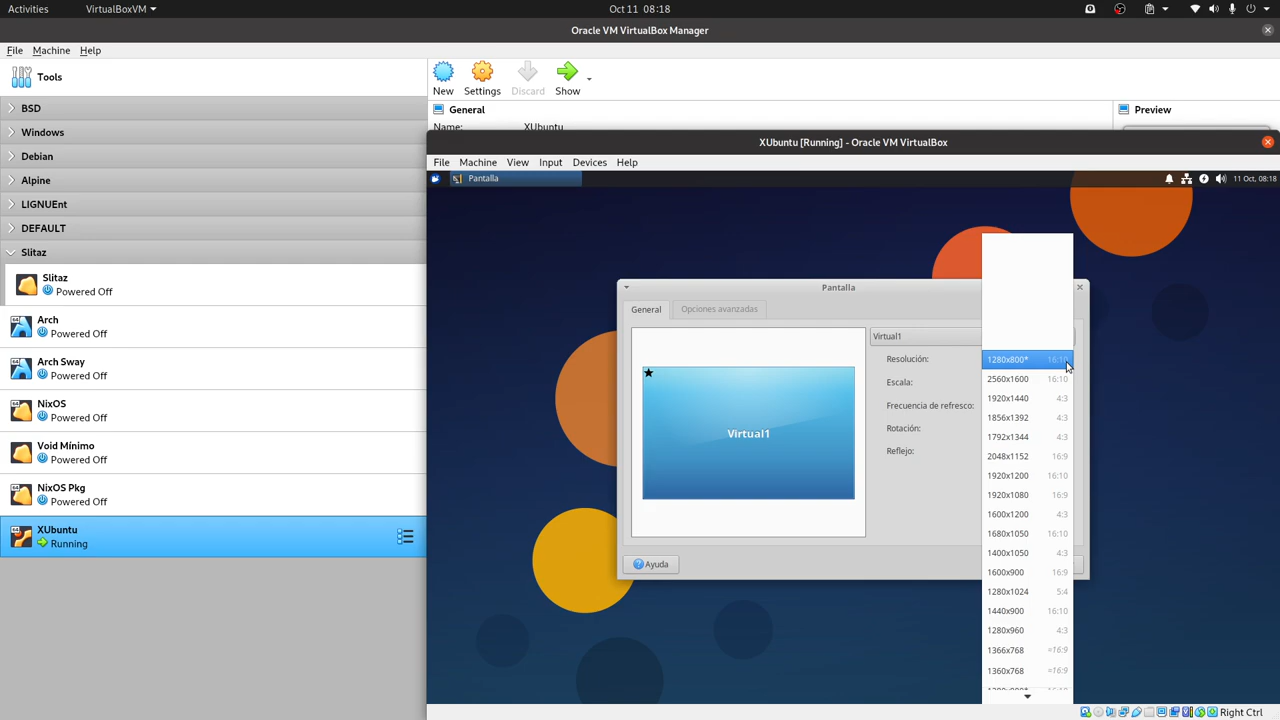 Activities
VirtualBoxVM
Oct 11 08:18
Oracle VM VirtualBox Manager
File Machine Help
Tools
New Settings Discard Show
BSD
Windows
Debian
Alpine
LIGNUEnt
DEFAULT
Slitaz
Slitaz
Powered Off
Arch
Powered Off
Arch Sway
Powered Off
NixOS
Powered Off
Void Mínimo
Powered Off
NixOS Pkg
Powered Off
XUbuntu
Running
General
Preview
Name: XUbuntu
XUbuntu [Running] - Oracle VM VirtualBox
File Machine View Input Devices Help
Pantalla
11 Oct, 08:18
Pantalla
General
Opciones avanzadas
Virtual1
Virtual1
Resolución:
Escala:
Frecuencia de refresco:
Rotación:
Reflejo:
Ayuda
1280x800* 16:10
2560x1600 16:10
1920x1440 4:3
1856x1392 4:3
1792x1344 4:3
2048x1152 16:9
1920x1200 16:10
1920x1080 16:9
1600x1200 4:3
1680x1050 16:10
1400x1050 4:3
1600x900 16:9
1280x1024 5:4
1440x900 16:10
1280x960 4:3
1366x768 ≈16:9
1360x768 ≈16:9
Right Ctrl